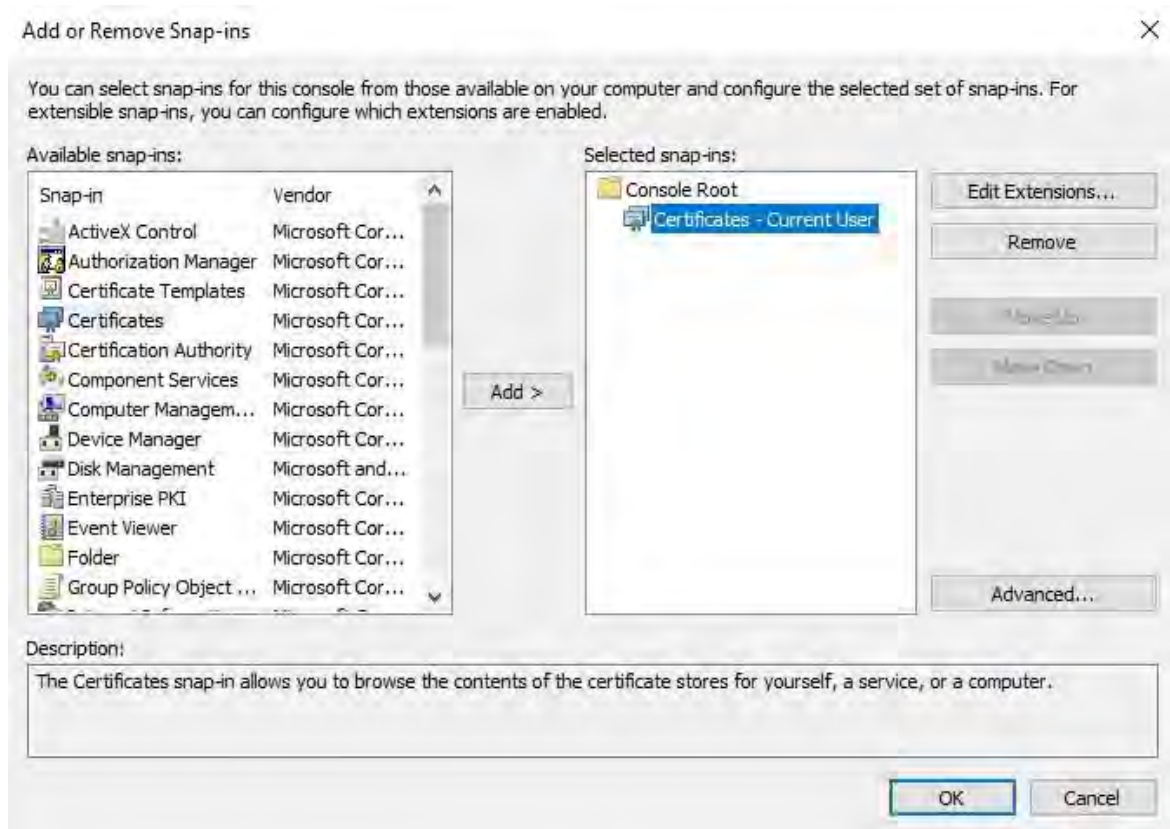 Add or Remove Snap-ins
You can select snap-ins for this console from those available on your computer and configure the selected set of snap-ins. For
extensible snap-ins, you can configure which extensions are enabled.
Available snap-ins:
Selected snap-ins:
Snap-in Vendor
ActiveX Control Microsoft Cor...
Authorization Manager Microsoft Cor...
Certificate Templates Microsoft Cor...
Certificates Microsoft Cor...
Certification Authority Microsoft Cor...
Component Services Microsoft Cor...
Computer Managem... Microsoft Cor...
Device Manager Microsoft Cor...
Disk Management Microsoft and...
Enterprise PKI Microsoft Cor...
Event Viewer Microsoft Cor...
Folder Microsoft Cor...
Group Policy Object ... Microsoft Cor...
Add >
Console Root
Certificates - Current User
Edit Extensions...
Remove
Move Up
Move Down
Advanced...
Description:
The Certificates snap-in allows you to browse the contents of the certificate stores for yourself, a service, or a computer.
OK
Cancel